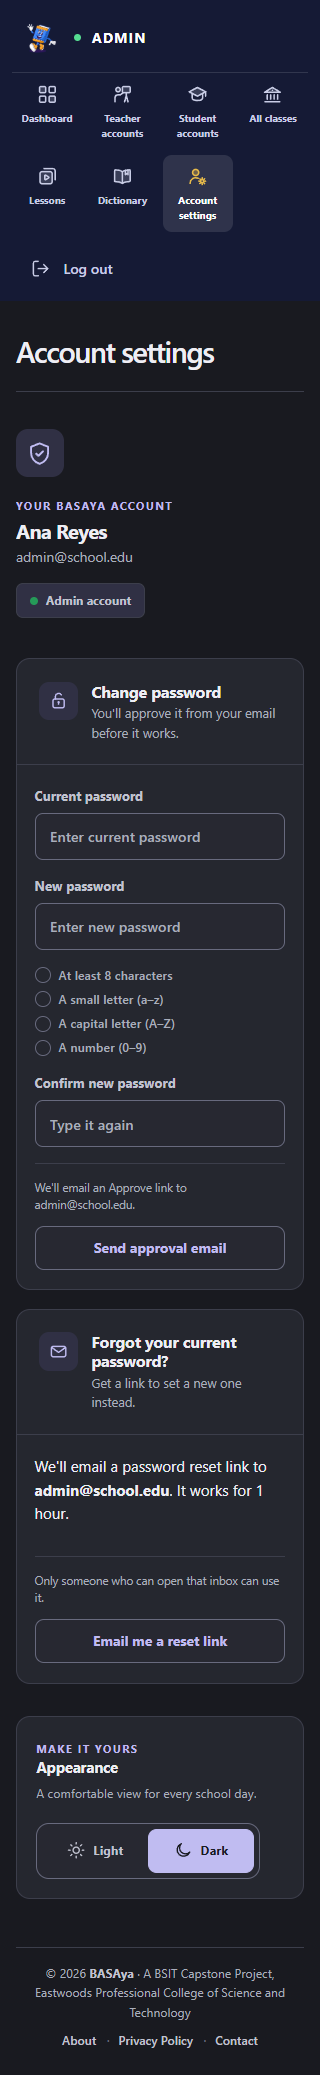 ADMIN
Dashboard
Teacher
accounts
Student
accounts
All classes
Lessons
Dictionary
Account
settings
Log out
Account settings
YOUR BASAYA ACCOUNT
Ana Reyes
admin@school.edu
Admin account
Change password
You'll approve it from your email
before it works.
Current password
Enter current password
New password
Enter new password
At least 8 characters
A small letter (a–z)
A capital letter (A–Z)
A number (0–9)
Confirm new password
Type it again
We'll email an Approve link to
admin@school.edu.
Send approval email
Forgot your current
password?
Get a link to set a new one
instead.
We'll email a password reset link to
admin@school.edu. It works for 1
hour.
Only someone who can open that inbox can use
it.
Email me a reset link
MAKE IT YOURS
Appearance
A comfortable view for every school day.
Light
Dark
© 2026 BASAya · A BSIT Capstone Project,
Eastwoods Professional College of Science and
Technology
About · Privacy Policy · Contact